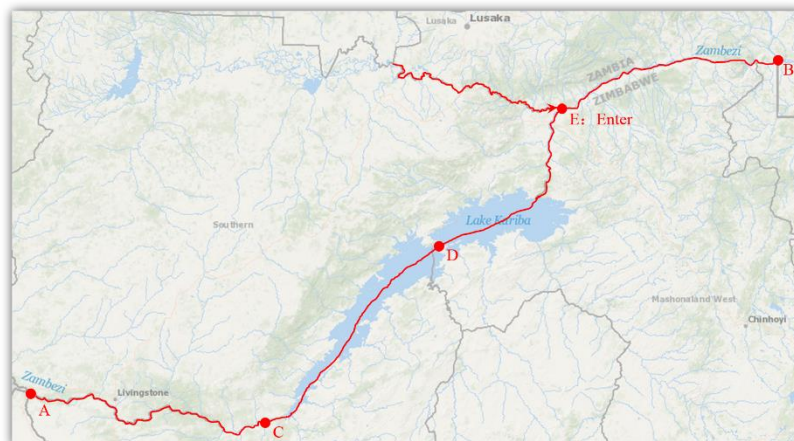 Lusaka
Lusaka
Zambezi
B
ZAMBIA
ZIMBABWE
E: Enter
Lake Kariba
Southern
D
Mashonaland West
Chinhoyi
Zambezi
Livingstone
A
C